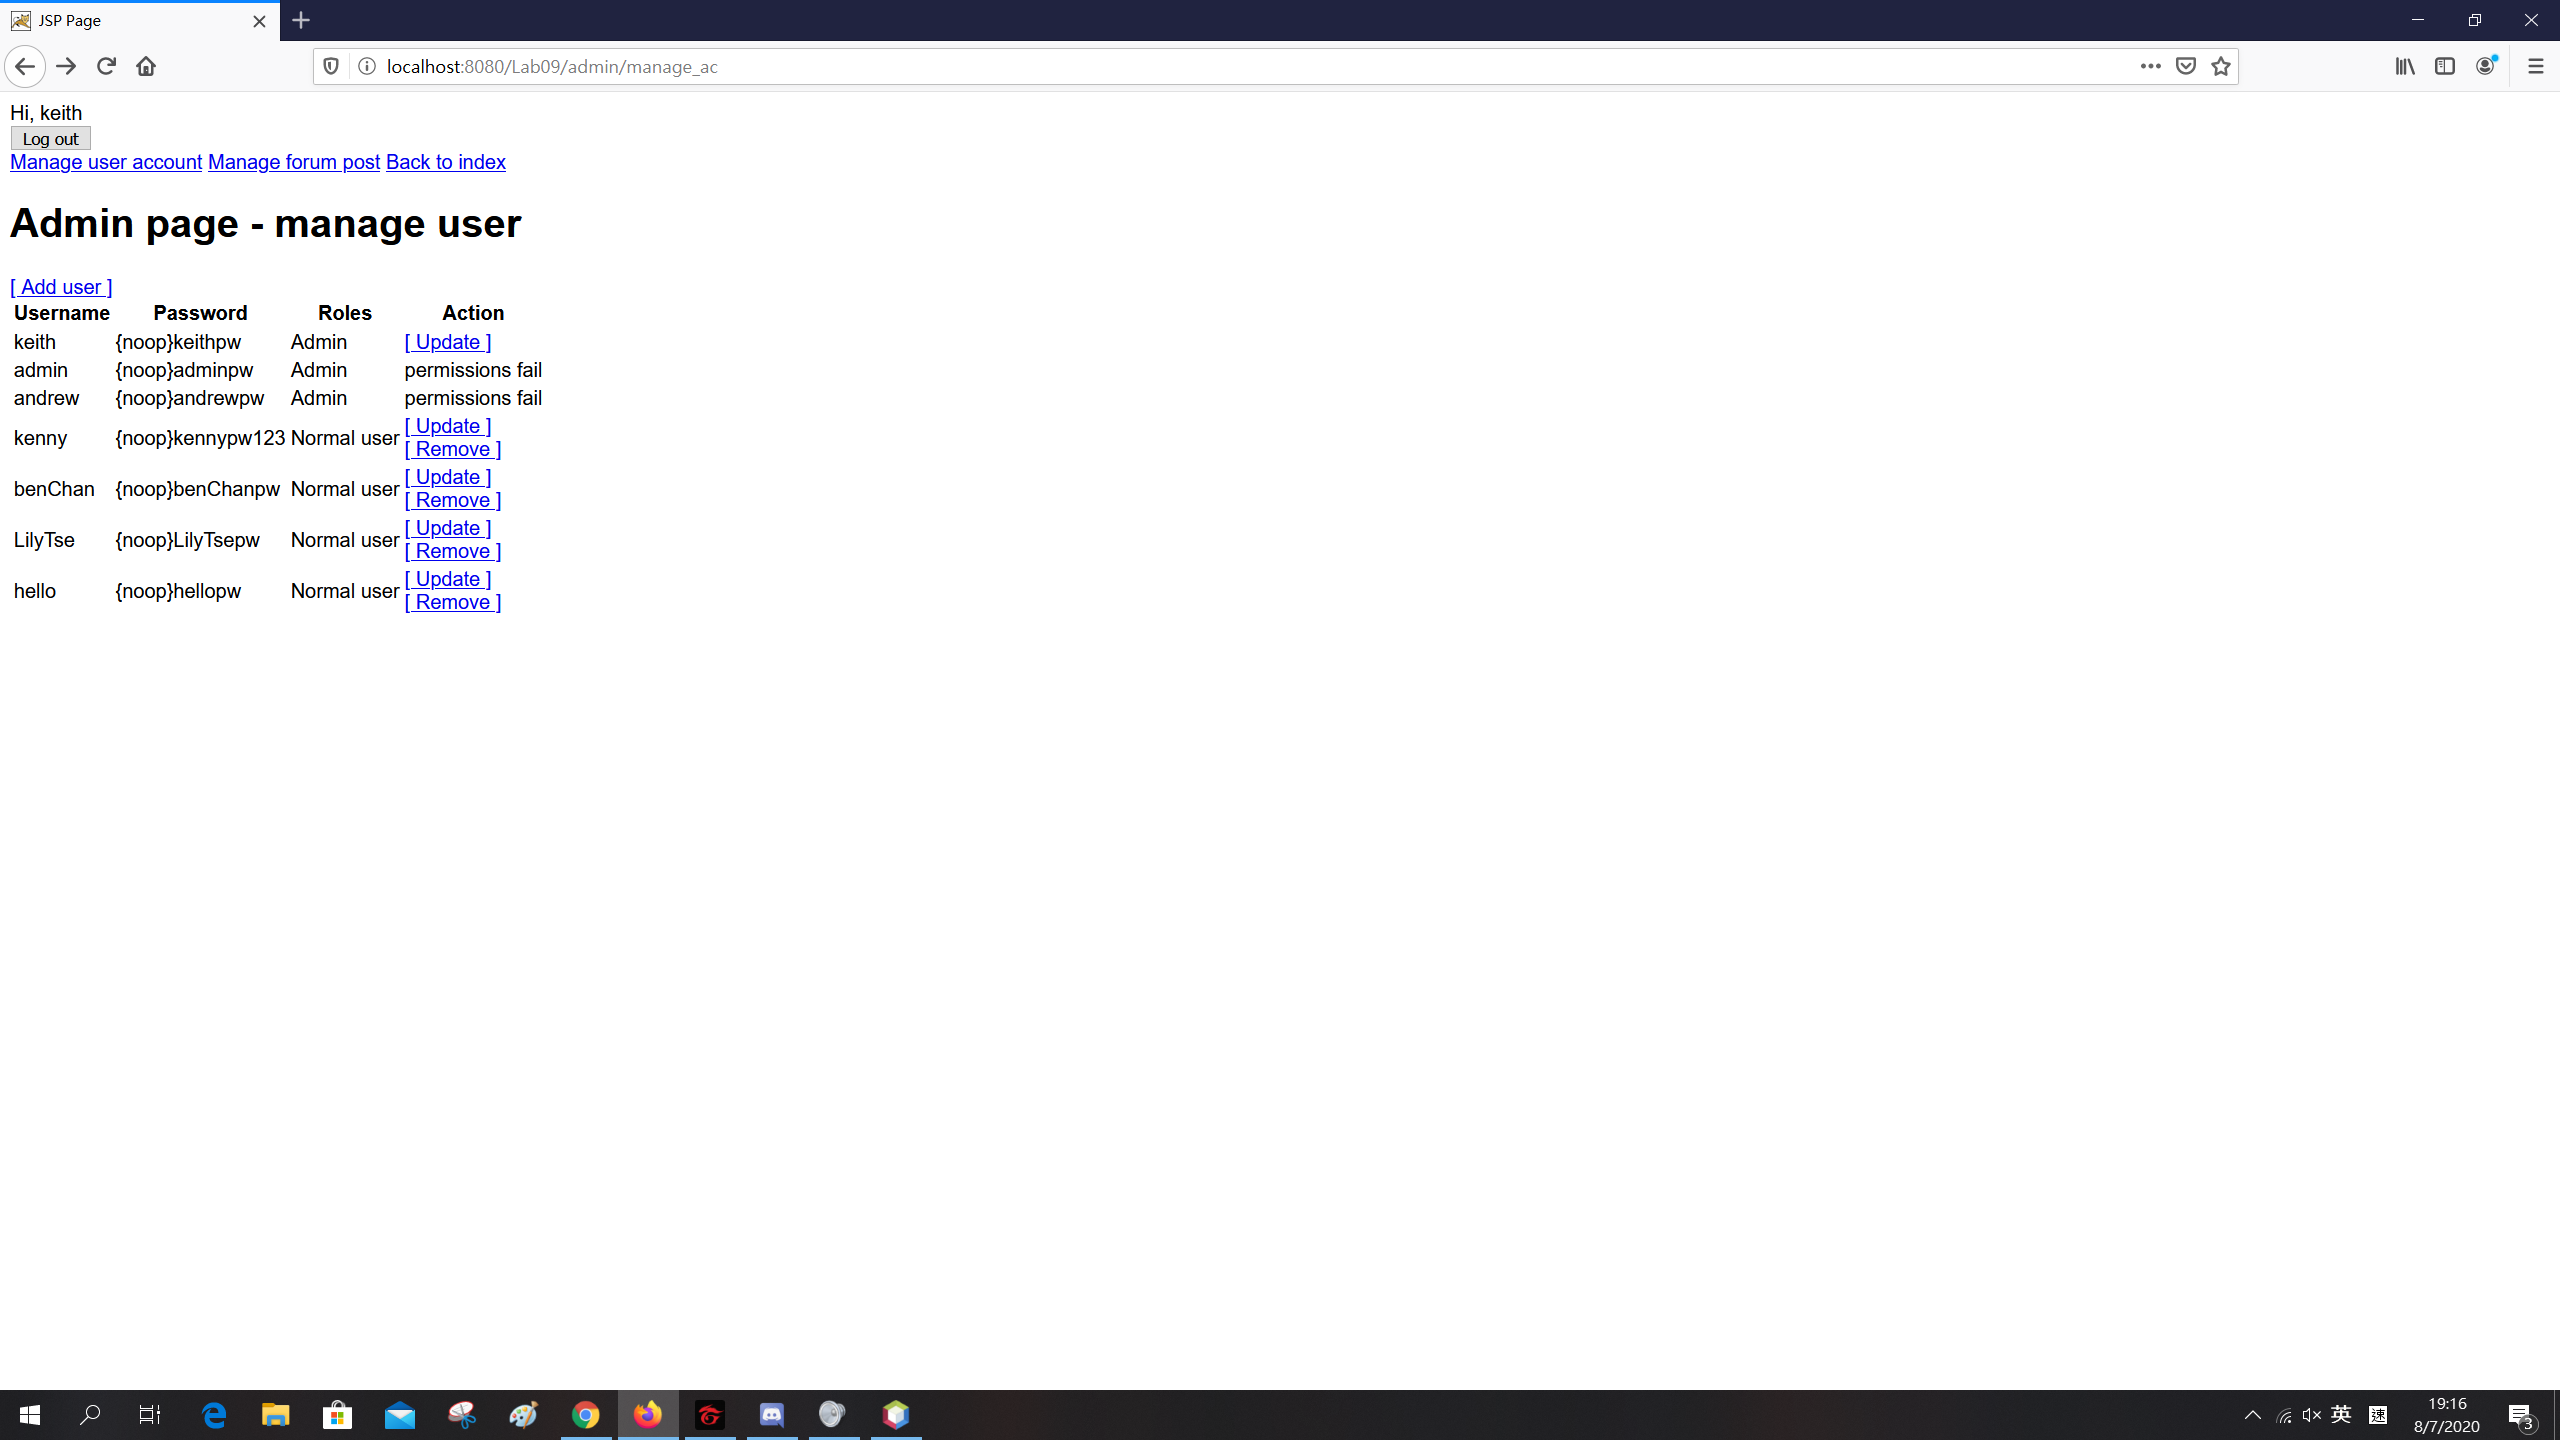 JSP Page
localhost:8080/Lab09/admin/manage_ac
Hi, keith
Log out
Manage user account Manage forum post Back to index
Admin page - manage user
[ Add user ]
Username Password Roles Action
keith {noop}keithpw Admin [ Update ]
admin {noop}adminpw Admin permissions fail
andrew {noop}andrewpw Admin permissions fail
kenny {noop}kennypw123 Normal user [ Update ]
[ Remove ]
benChan {noop}benChanpw Normal user [ Update ]
[ Remove ]
LilyTse {noop}LilyTsepw Normal user [ Update ]
[ Remove ]
hello {noop}hellopw Normal user [ Update ]
[ Remove ]
英 速 19:16
8/7/2020
3